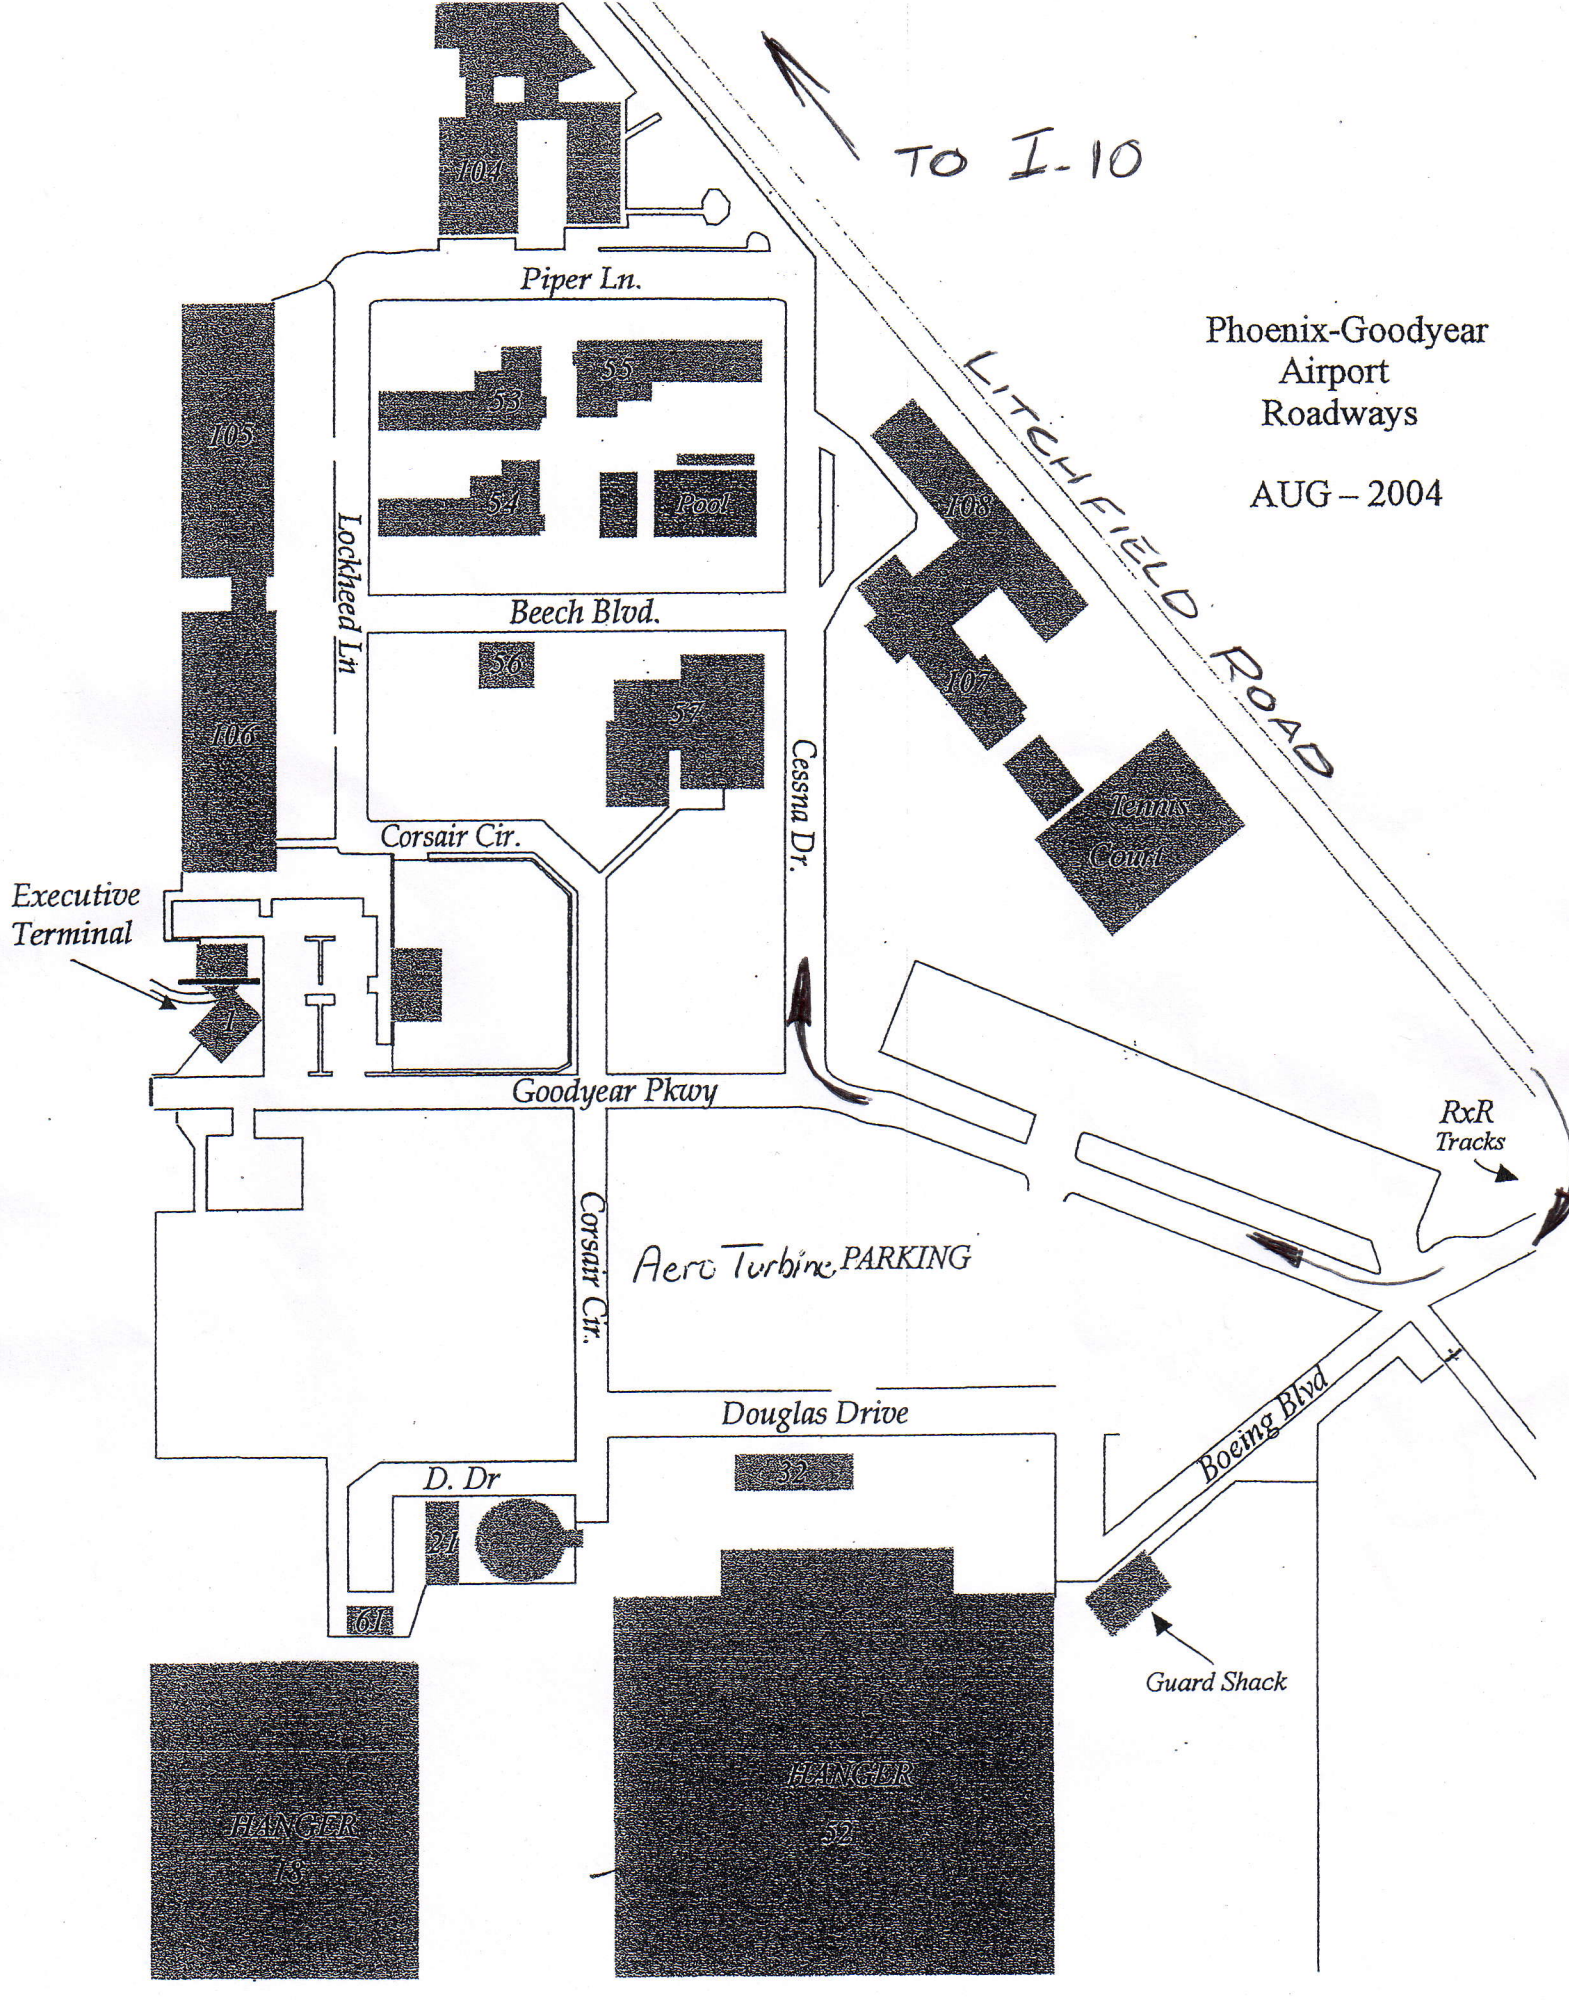 TO I-10
104
Piper Ln.
Phoenix-Goodyear
Airport
Roadways
AUG – 2004
LITCHFIELD ROAD
55
53
105
54
Pool
108
Lockheed Ln
Beech Blvd.
56
57
107
106
Cessna Dr.
Tennis
Court
Corsair Cir.
Executive
Terminal
1
Goodyear Pkwy
RxR
Tracks
Corsair Cir.
Aero Turbine PARKING
Douglas Drive
Boeing Blvd
D. Dr
32
21
61
Guard Shack
HANGER
52
HANGER
18